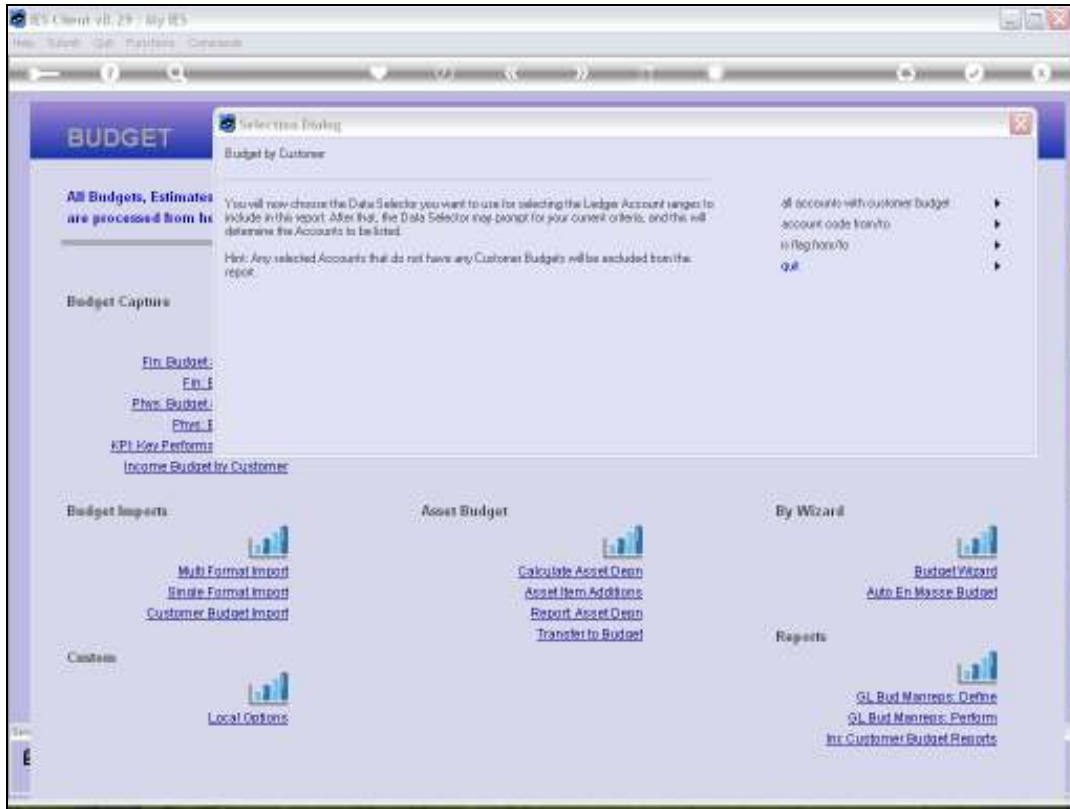 IES Client v8. 29 - My IES
Help Submit Quit Functions Commands
BUDGET
Selection Dialog
Budget by Customer
All Budgets, Estimates
are processed from he
You will now choose the Data Selector you want to use for selecting the Ledger Account ranges to
include in this report. After that, the Data Selector may prompt for your current criteria, and this will
determine the Accounts to be listed.
Hint: Any selected Accounts that do not have any Customer Budgets will be excluded from the
report.
all accounts with customer budget
account code from/to
is flag from/to
quit
Budget Capture
Fin. Budget
Fin. B
Phys. Budget
Phys. B
KPI: Key Performa
Income Budget by Customer
Budget Imports
Multi Format Import
Single Format Import
Customer Budget Import
Asset Budget
Calculate Asset Depn
Asset Item Additions
Report Asset Depn
Transfer to Budget
By Wizard
Budget Wizard
Auto En Masse Budget
Custom
Local Options
Reports
GL Bud Manreps: Define
GL Bud Manreps: Perform
Inc Customer Budget Reports